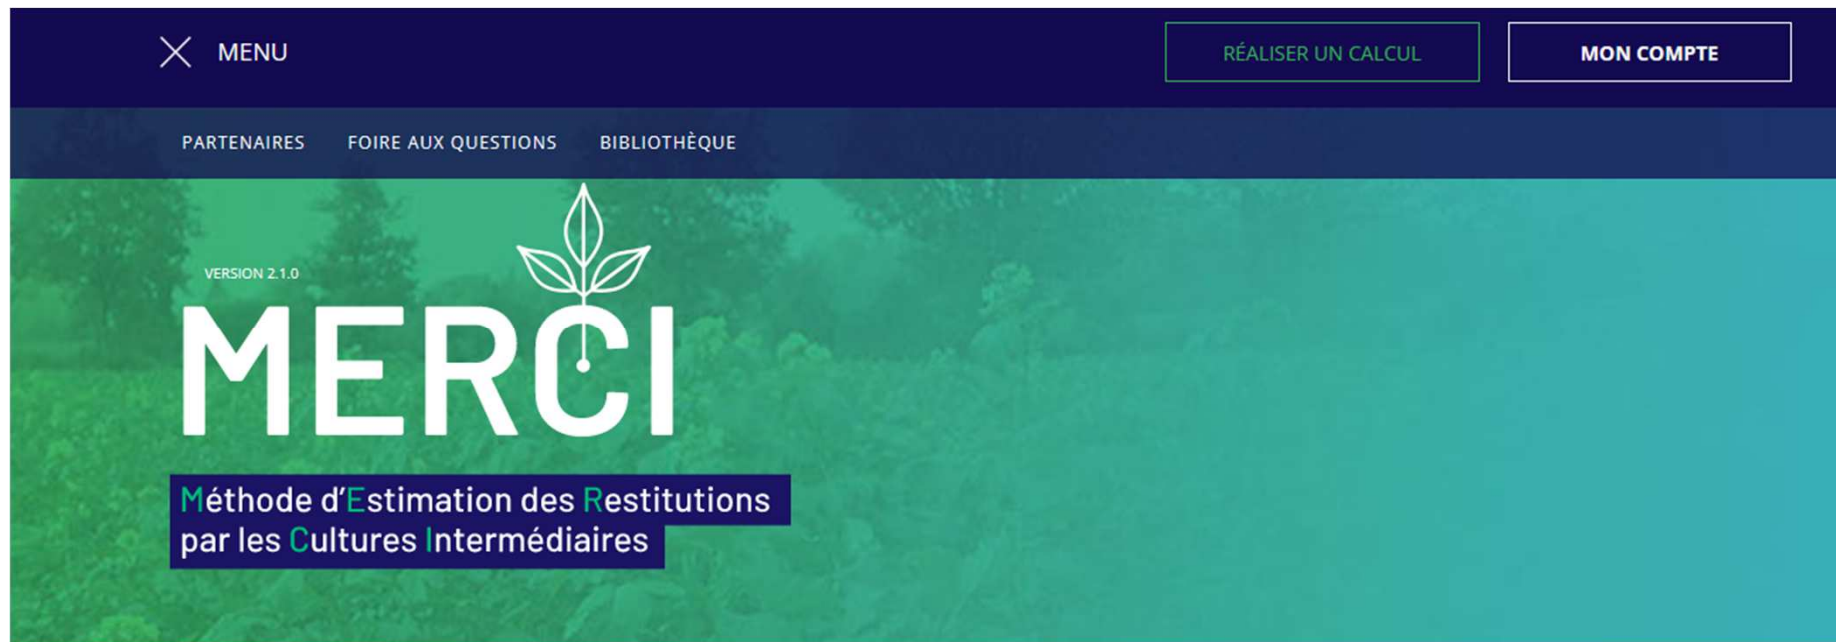 MENU
RÉALISER UN CALCUL
MON COMPTE
PARTENAIRES FOIRE AUX QUESTIONS BIBLIOTHÈQUE
VERSION 2.1.0
MERCI
Méthode d'Estimation des Restitutions
par les Cultures Intermédiaires